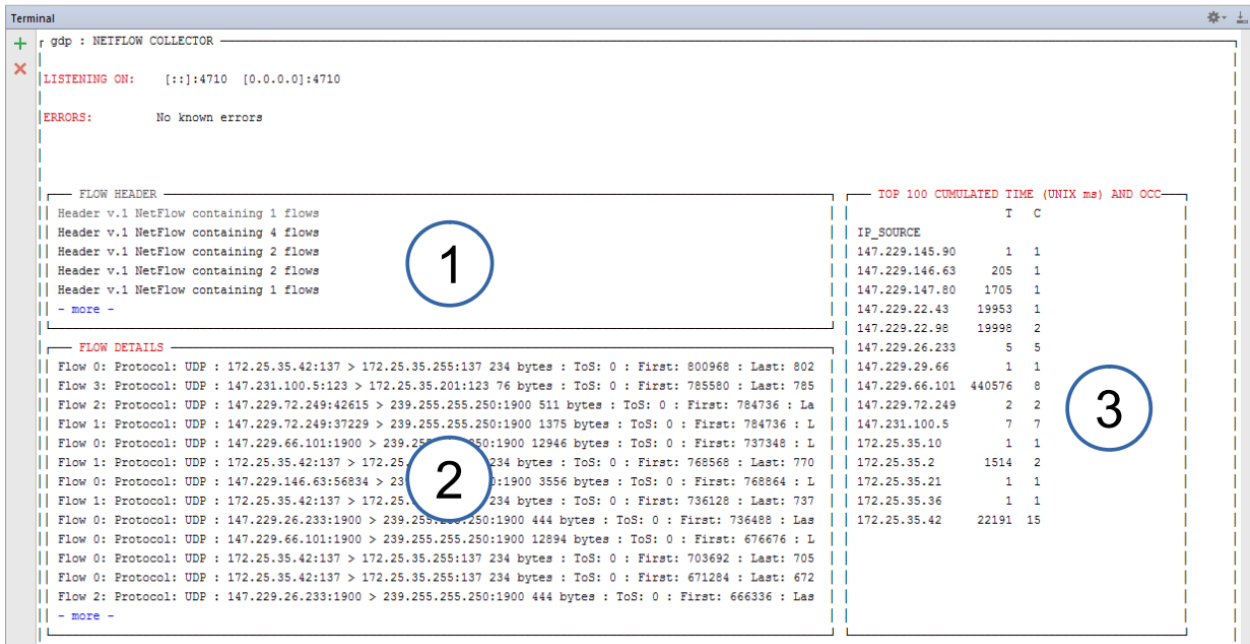 Terminal
gdp : NETFLOW COLLECTOR
LISTENING ON: [::]:4710 [0.0.0.0]:4710
ERRORS: No known errors
FLOW HEADER
Header v.1 NetFlow containing 1 flows
Header v.1 NetFlow containing 4 flows
Header v.1 NetFlow containing 2 flows
Header v.1 NetFlow containing 2 flows
Header v.1 NetFlow containing 1 flows
- more -
1
FLOW DETAILS
Flow 0: Protocol: UDP : 172.25.35.42:137 > 172.25.35.255:137 234 bytes : ToS: 0 : First: 800968 : Last: 802
Flow 3: Protocol: UDP : 147.231.100.5:123 > 172.25.35.201:123 76 bytes : ToS: 0 : First: 785580 : Last: 785
Flow 2: Protocol: UDP : 147.229.72.249:42615 > 239.255.255.250:1900 511 bytes : ToS: 0 : First: 784736 : La
Flow 1: Protocol: UDP : 147.229.72.249:37229 > 239.255.255.250:1900 1375 bytes : ToS: 0 : First: 784736 : L
Flow 0: Protocol: UDP : 147.229.66.101:1900 > 239.255.255.250:1900 12946 bytes : ToS: 0 : First: 737348 : L
Flow 1: Protocol: UDP : 172.25.35.42:137 > 172.25. 234 bytes : ToS: 0 : First: 768568 : Last: 770
Flow 0: Protocol: UDP : 147.229.146.63:56834 > 23 0:1900 3556 bytes : ToS: 0 : First: 768864 : L
Flow 1: Protocol: UDP : 172.25.35.42:137 > 172.25. 234 bytes : ToS: 0 : First: 736128 : Last: 737
Flow 0: Protocol: UDP : 147.229.26.233:1900 > 239.255.255.250:1900 444 bytes : ToS: 0 : First: 736488 : Las
Flow 0: Protocol: UDP : 147.229.66.101:1900 > 239.255.255.250:1900 12894 bytes : ToS: 0 : First: 676676 : L
Flow 0: Protocol: UDP : 172.25.35.42:137 > 172.25.35.255:137 234 bytes : ToS: 0 : First: 703692 : Last: 705
Flow 0: Protocol: UDP : 172.25.35.42:137 > 172.25.35.255:137 234 bytes : ToS: 0 : First: 671284 : Last: 672
Flow 2: Protocol: UDP : 147.229.26.233:1900 > 239.255.255.250:1900 444 bytes : ToS: 0 : First: 666336 : Las
- more -
2
TOP 100 CUMULATED TIME (UNIX ms) AND OCC
T C
IP_SOURCE
147.229.145.90 1 1
147.229.146.63 205 1
147.229.147.80 1705 1
147.229.22.43 19953 1
147.229.22.98 19998 2
147.229.26.233 5 5
147.229.29.66 1 1
147.229.66.101 440576 8
147.229.72.249 2 2
147.231.100.5 7 7
172.25.35.10 1 1
172.25.35.2 1514 2
172.25.35.21 1 1
172.25.35.36 1 1
172.25.35.42 22191 15
3